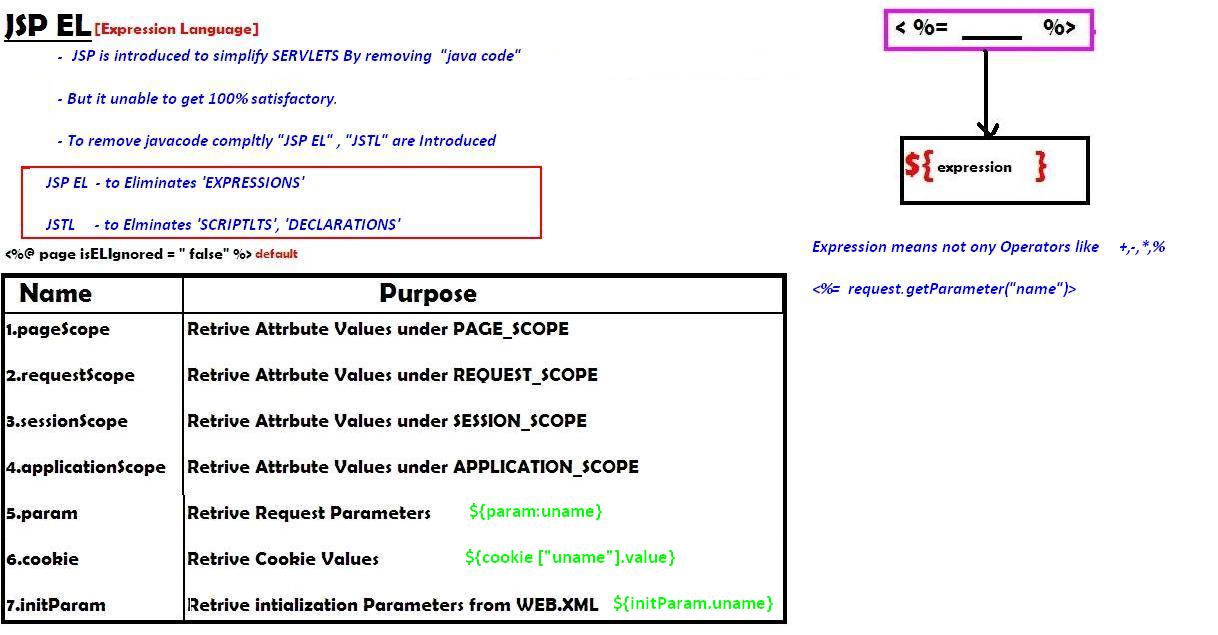 JSP EL [Expression Language]
- JSP is introduced to simplify SERVLETS By removing "java code"
- But it unable to get 100% satisfactory.
- To remove javacode compltly "JSP EL" , "JSTL" are Introduced
JSP EL - to Eliminates 'EXPRESSIONS'
JSTL - to Elminates 'SCRIPTLTS', 'DECLARATIONS'
<%@ page isELIgnored = " false" %> default
Name Purpose
1.pageScope Retrive Attrbute Values under PAGE_SCOPE
2.requestScope Retrive Attrbute Values under REQUEST_SCOPE
3.sessionScope Retrive Attrbute Values under SESSION_SCOPE
4.applicationScope Retrive Attrbute Values under APPLICATION_SCOPE
5.param Retrive Request Parameters ${param:uname}
6.cookie Retrive Cookie Values ${cookie ["uname"].value}
7.initParam Retrive intialization Parameters from WEB.XML ${initParam.uname}
< %= ____ %>
${ expression }
Expression means not ony Operators like +,-,*,%
<%= request.getParameter("name")>